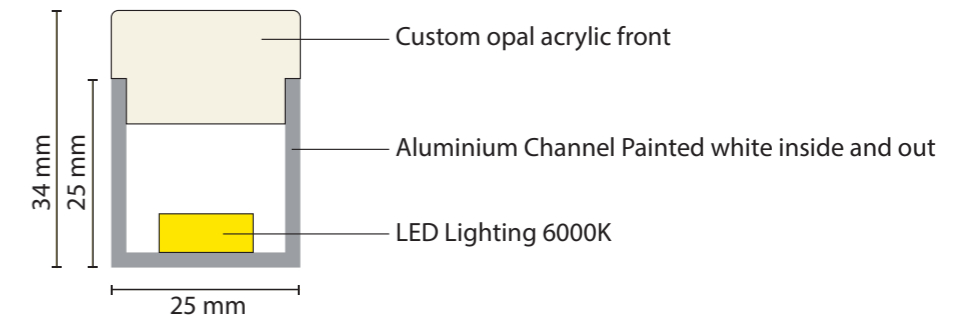 Custom opal acrylic front
34 mm
25 mm
Aluminium Channel Painted white inside and out
LED Lighting 6000K
25 mm